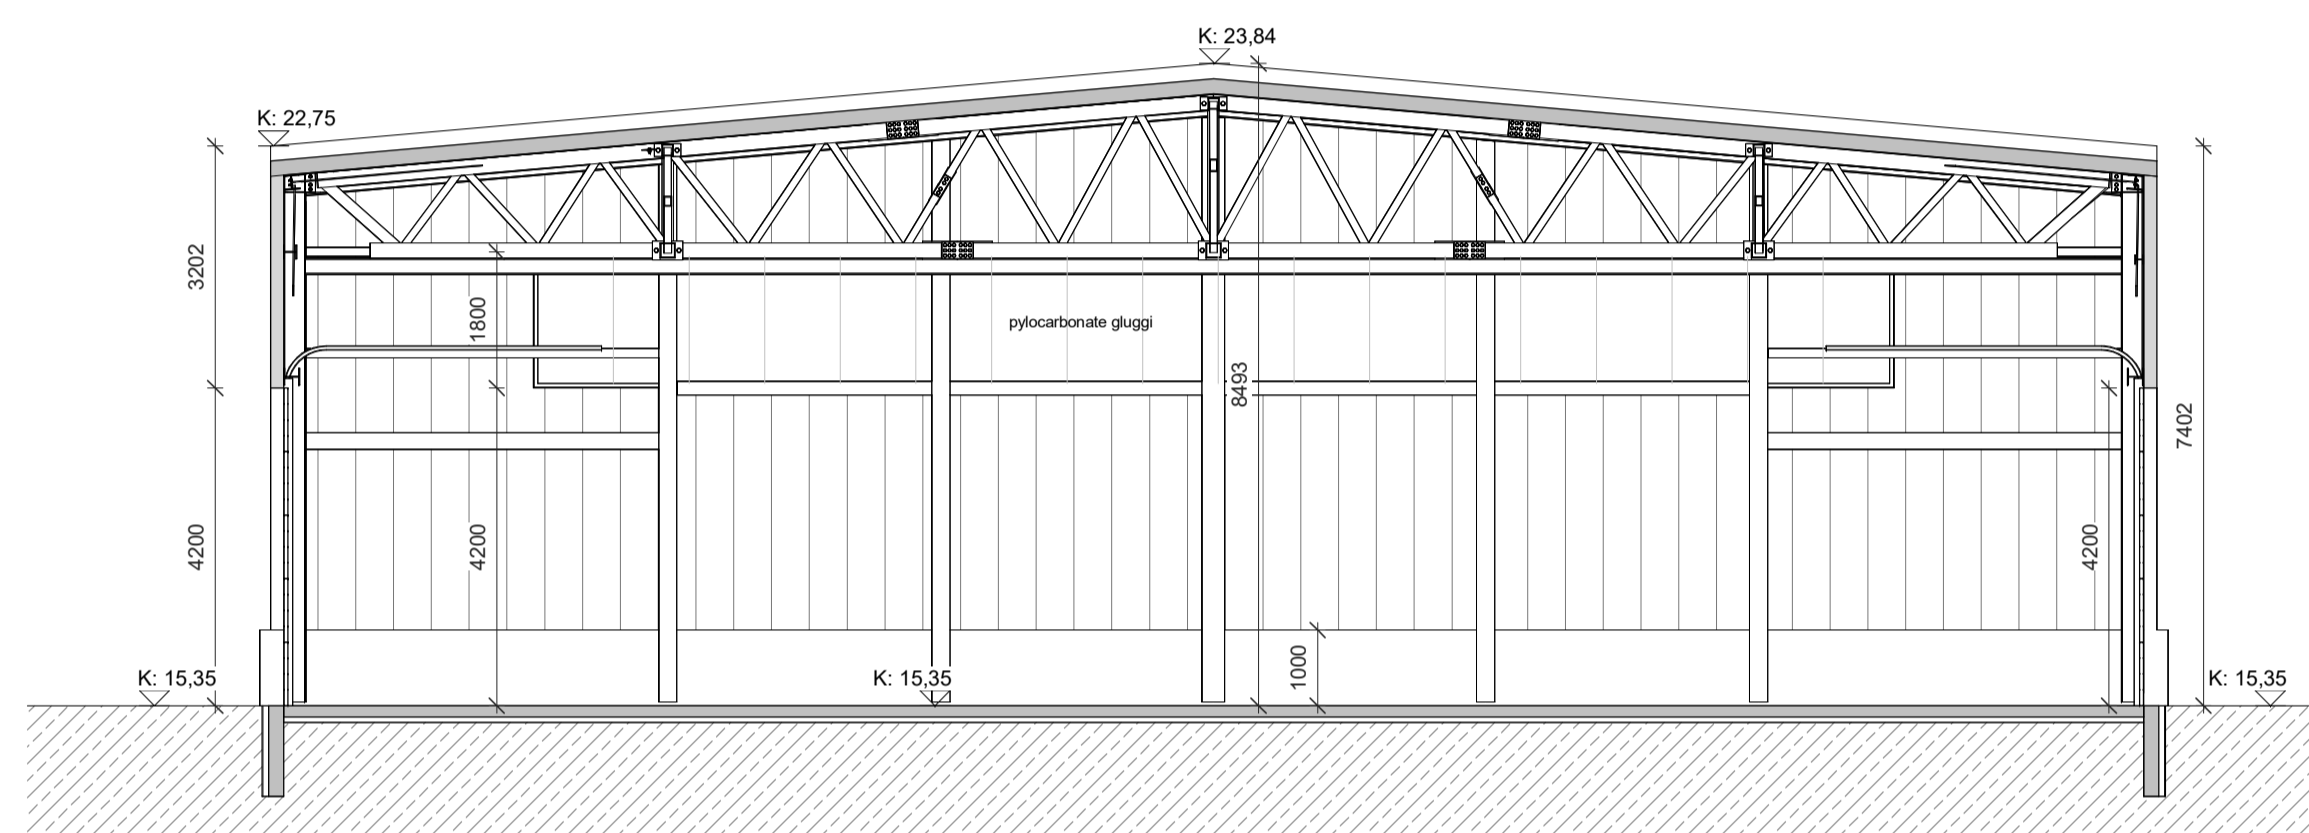 K: 23,84
K: 22,75
3202
1800
pylocarbonate gluggi
8493
7402
4200
4200
4200
1000
K: 15,35
K: 15,35
K: 15,35